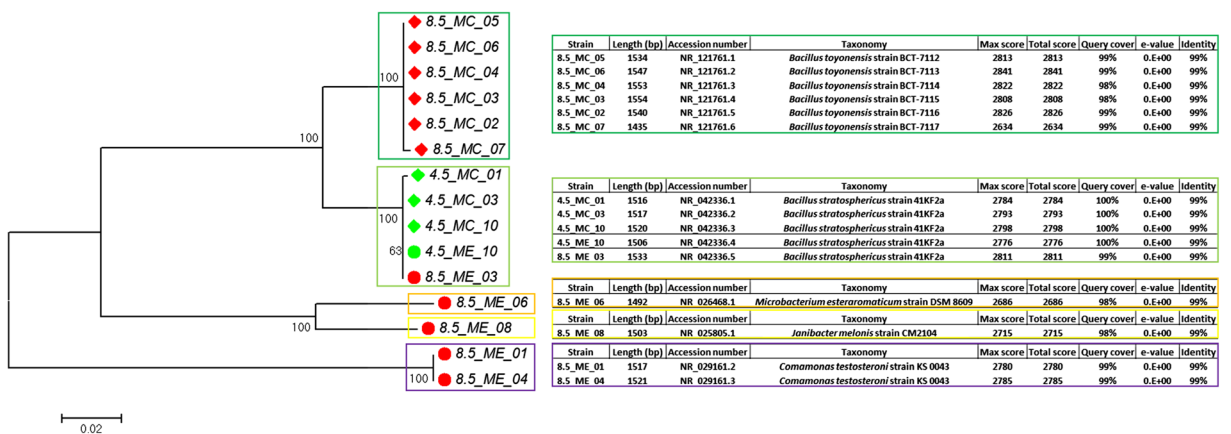 8.5_MC_05
8.5_MC_06
8.5_MC_04
8.5_MC_03
8.5_MC_02
8.5_MC_07
100
100
4.5_MC_01
4.5_MC_03
4.5_MC_10
4.5_ME_10
8.5_ME_03
100
63
8.5_ME_06
8.5_ME_08
100
8.5_ME_01
8.5_ME_04
100
0.02
Strain Length (bp) Accession number Taxonomy Max score Total score Query cover e-value Identity
8.5_MC_05 1534 NR_121761.1 Bacillus toyonensis strain BCT-7112 2813 2813 99% 0.E+00 99%
8.5_MC_06 1547 NR_121761.2 Bacillus toyonensis strain BCT-7113 2841 2841 99% 0.E+00 99%
8.5_MC_04 1553 NR_121761.3 Bacillus toyonensis strain BCT-7114 2822 2822 98% 0.E+00 99%
8.5_MC_03 1554 NR_121761.4 Bacillus toyonensis strain BCT-7115 2808 2808 98% 0.E+00 99%
8.5_MC_02 1540 NR_121761.5 Bacillus toyonensis strain BCT-7116 2826 2826 99% 0.E+00 99%
8.5_MC_07 1435 NR_121761.6 Bacillus toyonensis strain BCT-7117 2634 2634 99% 0.E+00 99%
Strain Length (bp) Accession number Taxonomy Max score Total score Query cover e-value Identity
4.5_MC_01 1516 NR_042336.1 Bacillus stratosphericus strain 41KF2a 2784 2784 100% 0.E+00 99%
4.5_MC_03 1517 NR_042336.2 Bacillus stratosphericus strain 41KF2a 2793 2793 100% 0.E+00 99%
4.5_MC_10 1520 NR_042336.3 Bacillus stratosphericus strain 41KF2a 2798 2798 100% 0.E+00 99%
4.5_ME_10 1506 NR_042336.4 Bacillus stratosphericus strain 41KF2a 2776 2776 100% 0.E+00 99%
8.5_ME_03 1533 NR_042336.5 Bacillus stratosphericus strain 41KF2a 2811 2811 99% 0.E+00 99%
Strain Length (bp) Accession number Taxonomy Max score Total score Query cover e-value Identity
8.5_ME_06 1492 NR_026468.1 Microbacterium esteraromaticum strain DSM 8609 2686 2686 98% 0.E+00 99%
Strain Length (bp) Accession number Taxonomy Max score Total score Query cover e-value Identity
8.5_ME_08 1503 NR_025805.1 Janibacter melonis strain CM2104 2715 2715 98% 0.E+00 99%
Strain Length (bp) Accession number Taxonomy Max score Total score Query cover e-value Identity
8.5_ME_01 1517 NR_029161.2 Comamonas testosteroni strain KS 0043 2780 2780 99% 0.E+00 99%
8.5_ME_04 1521 NR_029161.3 Comamonas testosteroni strain KS 0043 2785 2785 99% 0.E+00 99%